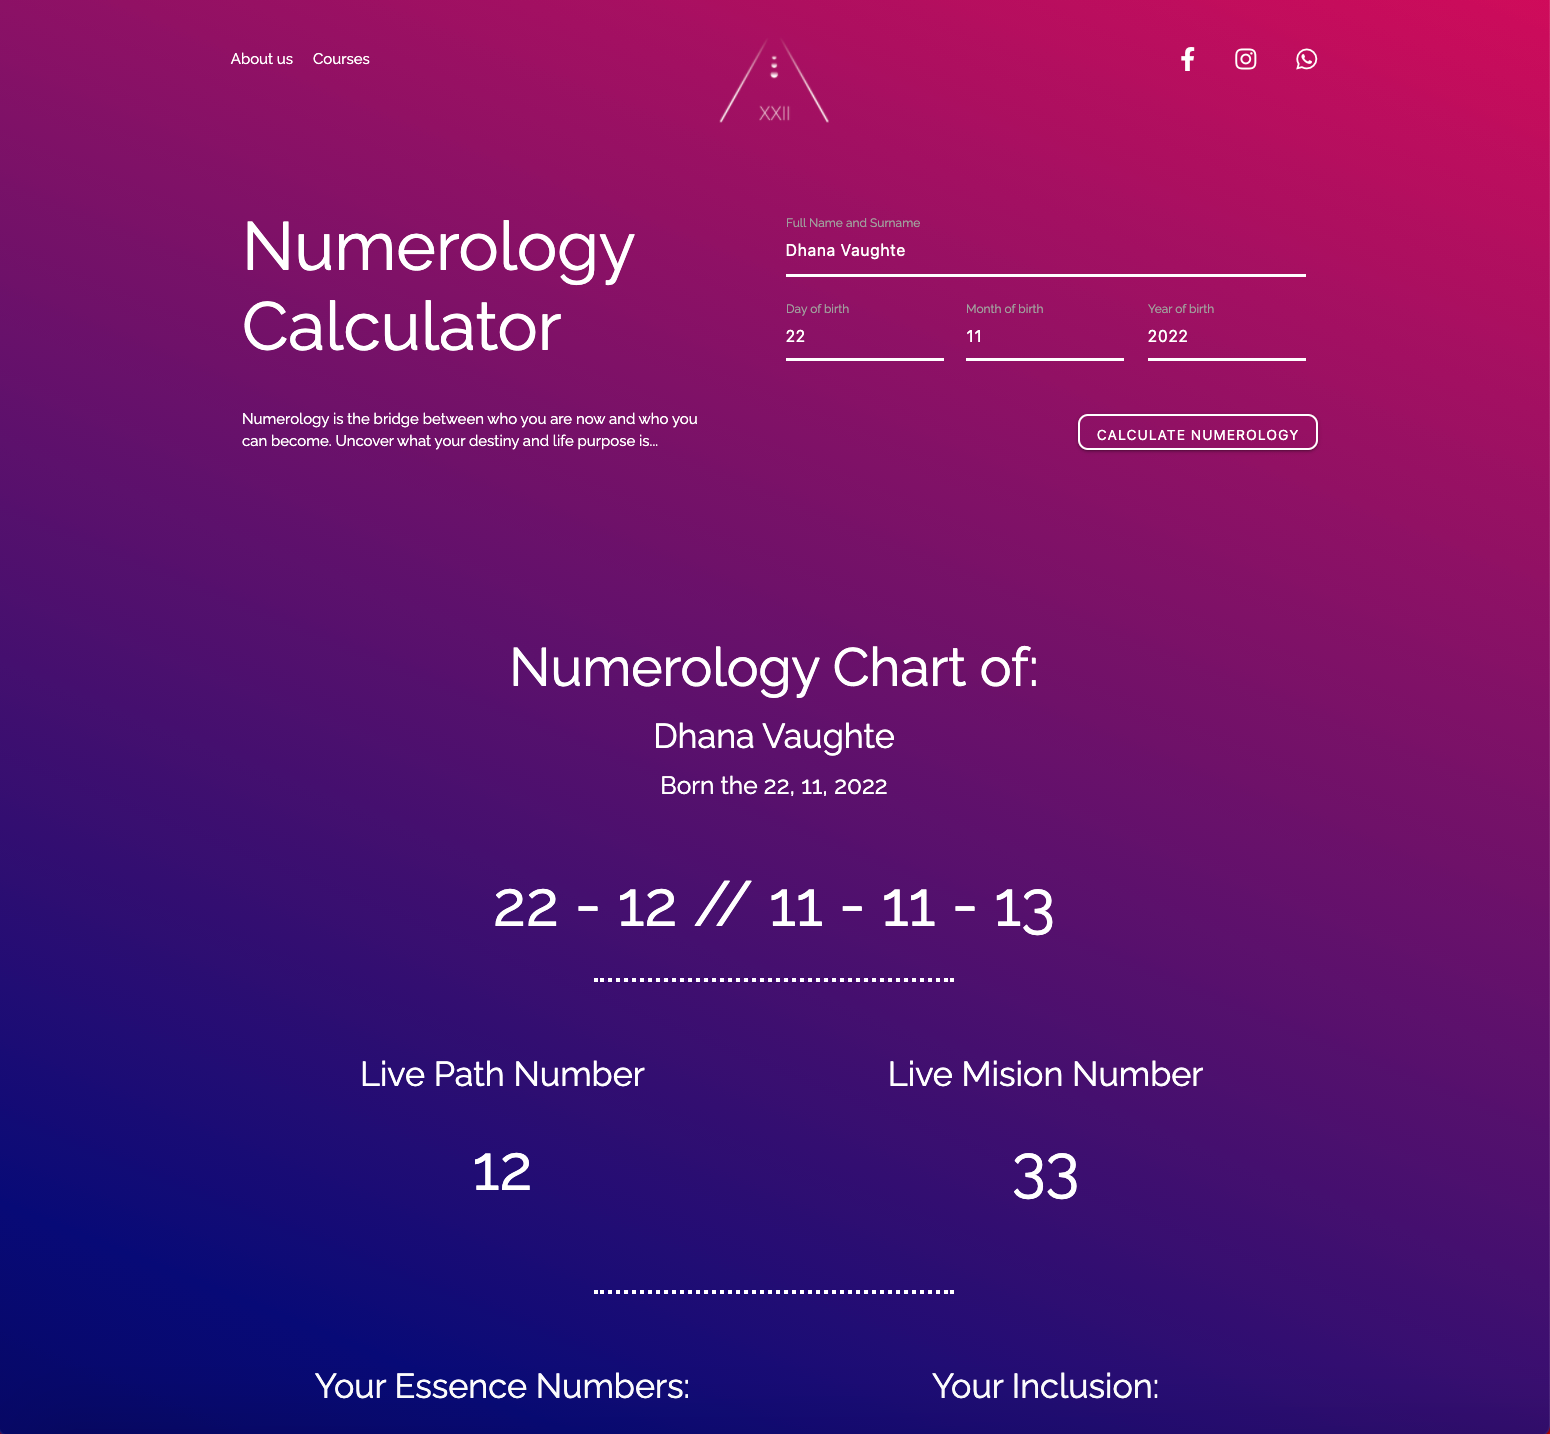 About us Courses
XXII
Numerology
Calculator
Full Name and Surname
Dhana Vaughte
Day of birth Month of birth Year of birth
22 11 2022
Numerology is the bridge between who you are now and who you
can become. Uncover what your destiny and life purpose is...
CALCULATE NUMEROLOGY
Numerology Chart of:
Dhana Vaughte
Born the 22, 11, 2022
22 - 12 // 11 - 11 - 13
Live Path Number Live Mision Number
12 33
Your Essence Numbers: Your Inclusion: